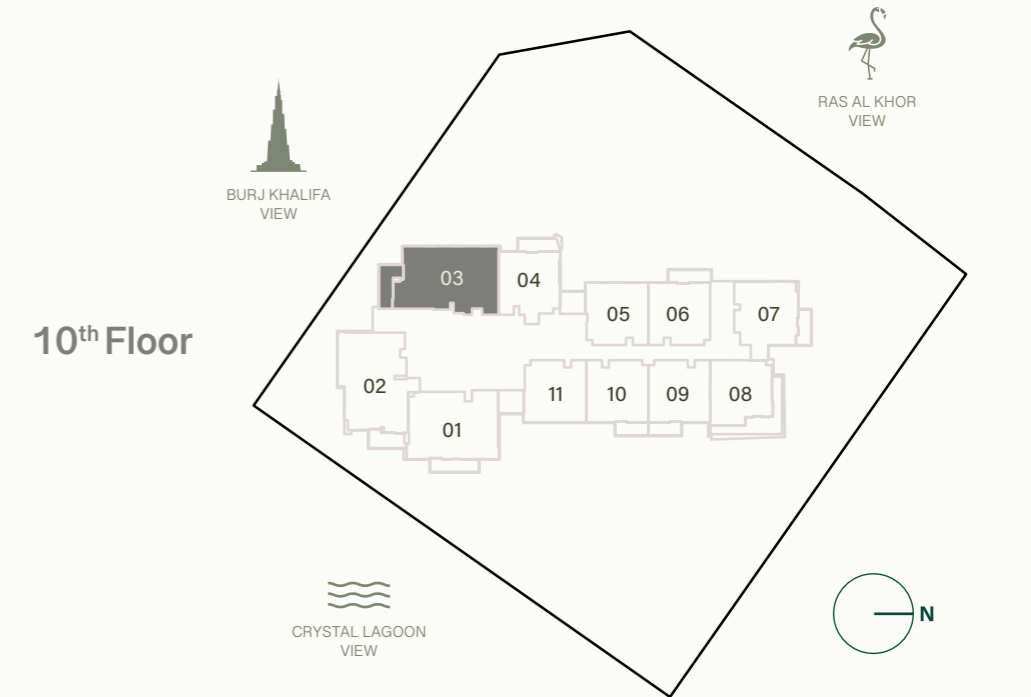 RAS AL KHOR
VIEW
BURJ KHALIFA
VIEW
03
04
05
06
07
10th Floor
02
11
10
09
08
01
N
CRYSTAL LAGOON
VIEW